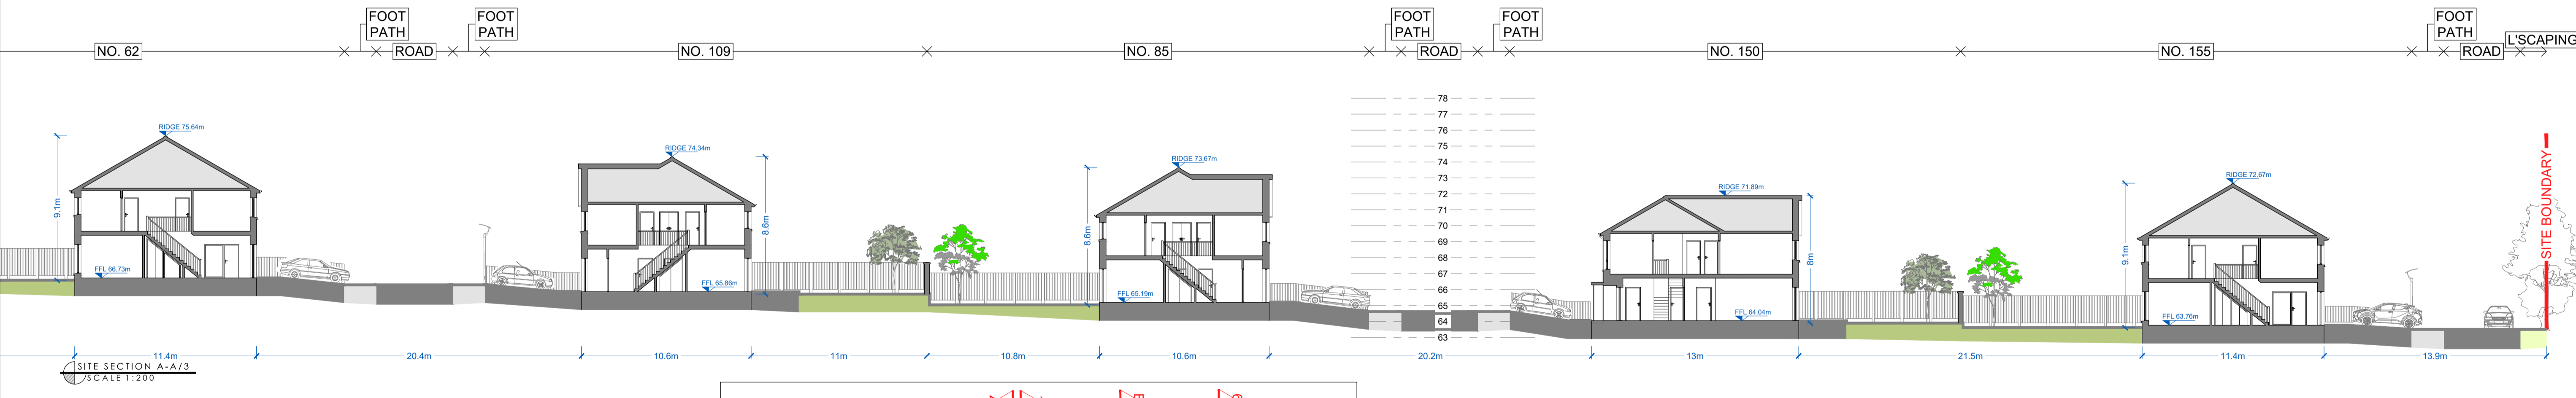 FOOT
PATH
FOOT
PATH
FOOT
PATH
FOOT
PATH
FOOT
PATH
NO. 62
ROAD
NO. 109
NO. 85
ROAD
NO. 150
NO. 155
ROAD
L'SCAPING
78
77
76
75
74
73
72
71
70
69
68
67
66
65
64
63
RIDGE 75.64m
9.1m
FFL 66.73m
RIDGE 74.34m
8.6m
FFL 65.86m
RIDGE 73.67m
8.6m
FFL 65.19m
RIDGE 71.89m
8m
FFL 64.04m
RIDGE 72.67m
9.1m
FFL 63.76m
SITE BOUNDARY
11.4m
20.4m
10.6m
11m
10.8m
10.6m
20.2m
13m
21.5m
11.4m
13.9m
SITE SECTION A-A/3
SCALE 1:200